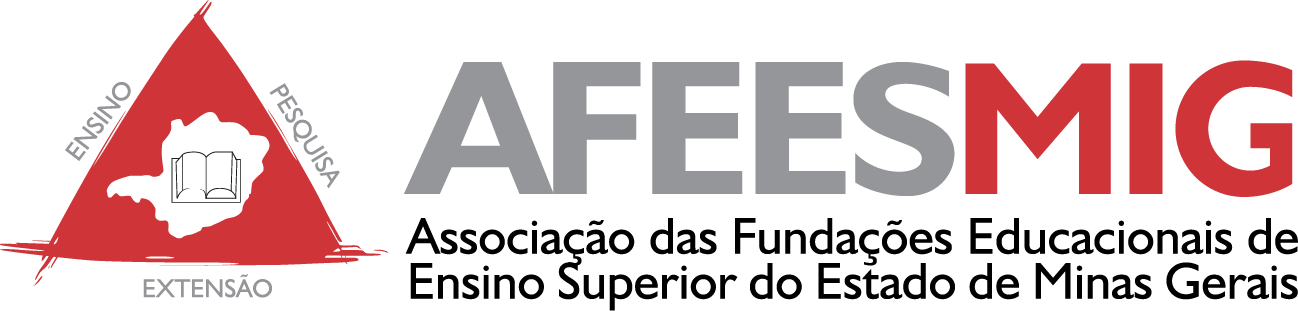 ENSINO
PESQUISA
EXTENSÃO
AFEESMIG
Associação das Fundações Educacionais de
Ensino Superior do Estado de Minas Gerais